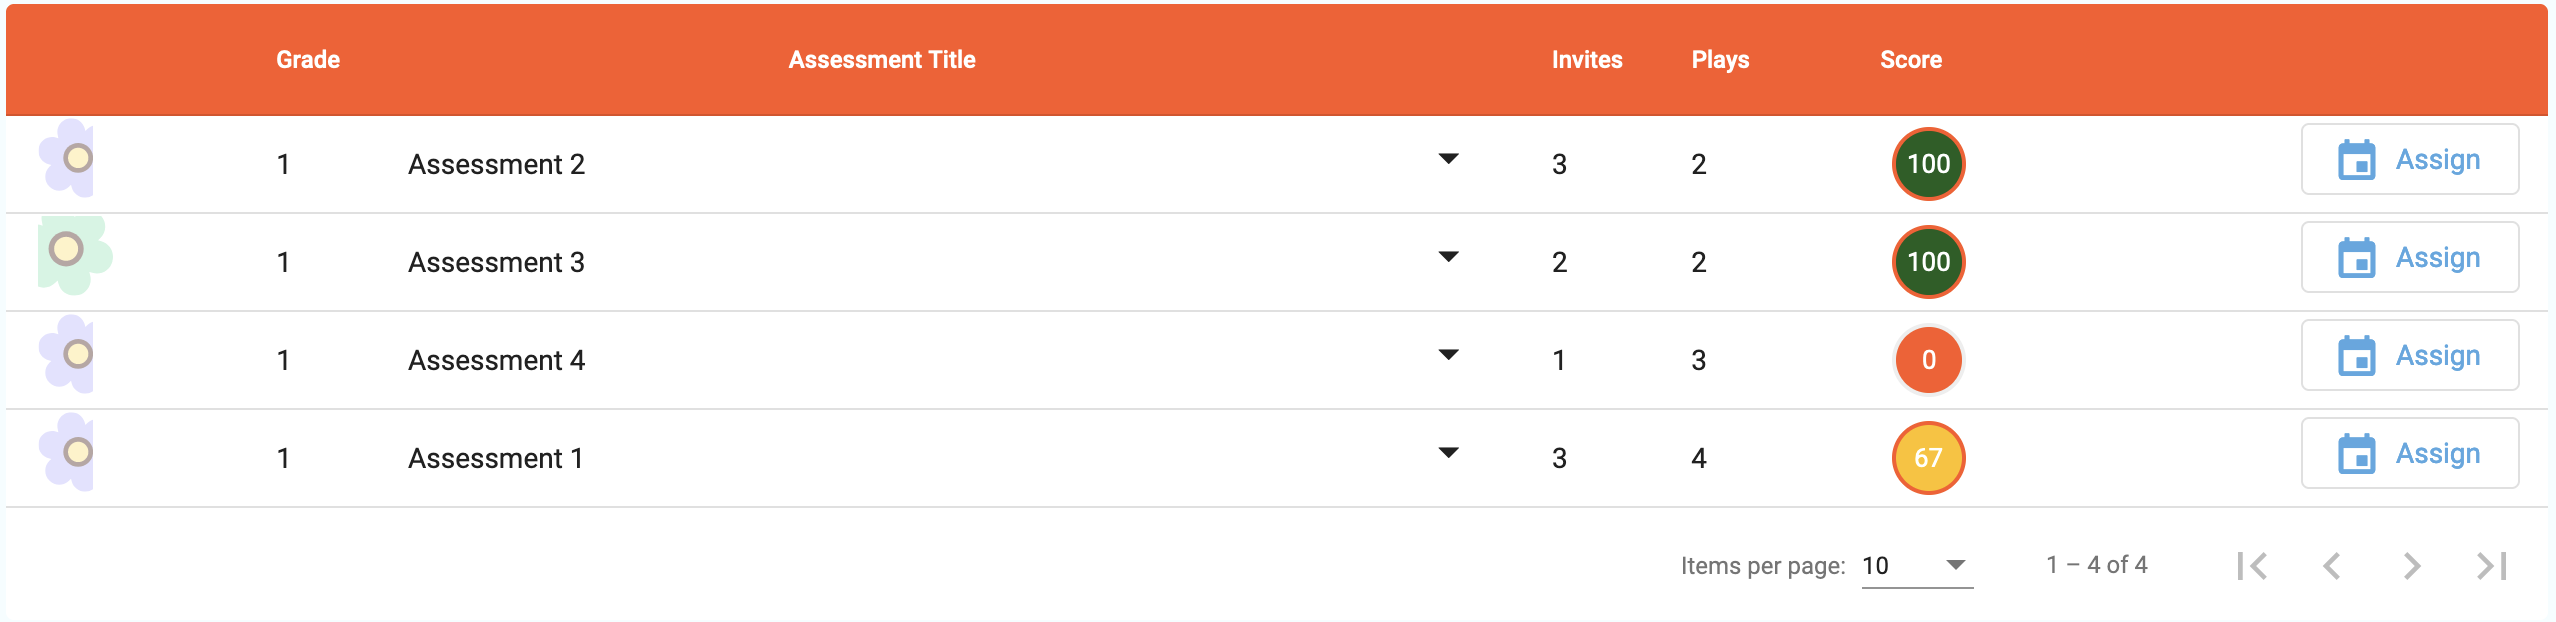 Grade Assessment Title Invites Plays Score
1 Assessment 2 3 2 100 Assign
1 Assessment 3 2 2 100 Assign
1 Assessment 4 1 3 0 Assign
1 Assessment 1 3 4 67 Assign
Items per page: 10 1 – 4 of 4